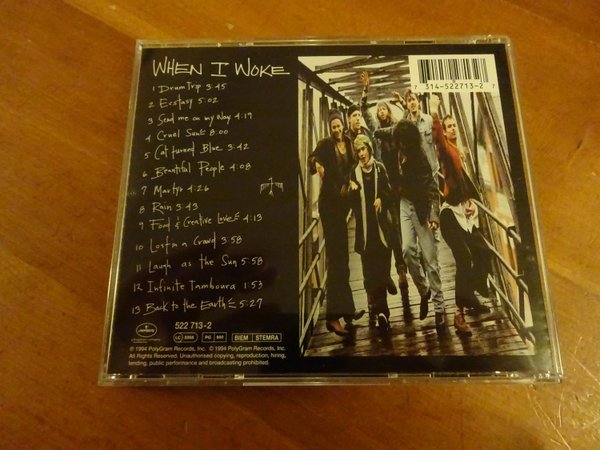 WHEN I WOKE
1 Drum Trip 3:45
2 Ecstasy 5:02
3 Send me on my way 4:19
4 Cruel Sun 8:00
5 Cat turned Blue 3:42
6 Beautiful People 4:08
7 Martyr 4:26
8 Rain 3:43
9 Food & Creative Love 4:13
10 Lost in a Crowd 3:58
11 Laugh as the Sun 5:58
12 Infinite Tamboura 1:53
13 Back to the Earth 5:27
522 713-2
BIEM STEMRA
℗ 1994 PolyGram Records, Inc. © 1994 PolyGram Records, Inc.
All Rights Reserved. Unauthorised copying, reproduction, hiring,
lending, public performance and broadcasting prohibited.
7 314-522713-2